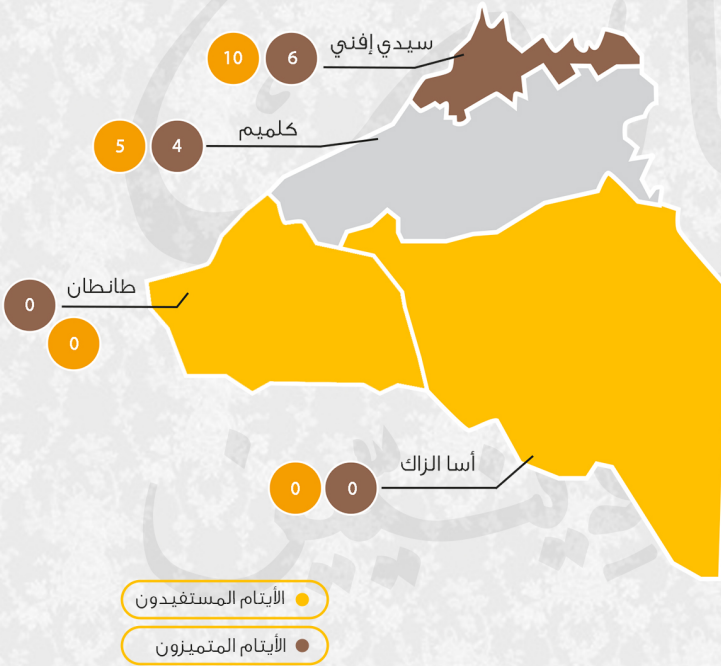 سيدي إفني
6
10
كلميم
4
5
طانطان
0
0
أسا الزاك
0
0
الأيتام المستفيدون
الأيتام المتميزون